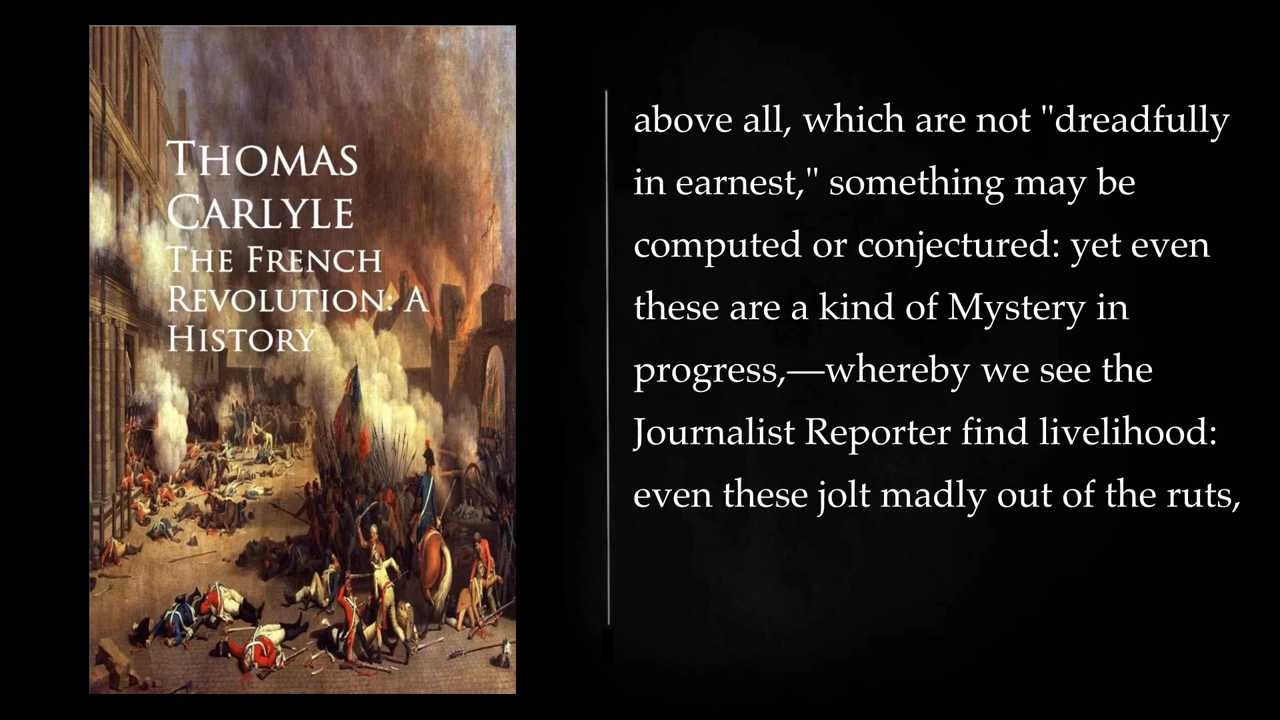 THOMAS
CARLYLE
THE FRENCH
REVOLUTION: A
HISTORY
above all, which are not "dreadfully
in earnest," something may be
computed or conjectured: yet even
these are a kind of Mystery in
progress,—whereby we see the
Journalist Reporter find livelihood:
even these jolt madly out of the ruts,